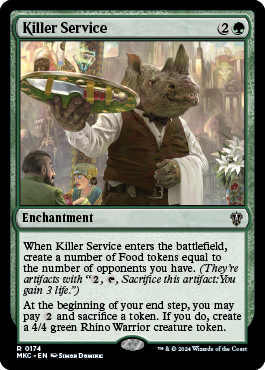 Killer Service 2
Enchantment
When Killer Service enters the battlefield,
create a number of Food tokens equal to
the number of opponents you have. (They're
artifacts with “2, , Sacrifice this artifact: You
gain 3 life.”)
At the beginning of your end step, you may
pay 2 and sacrifice a token. If you do, create
a 4/4 green Rhino Warrior creature token.
R 0174
MKC • EN Simon Dominic ™ & © 2024 Wizards of the Coast